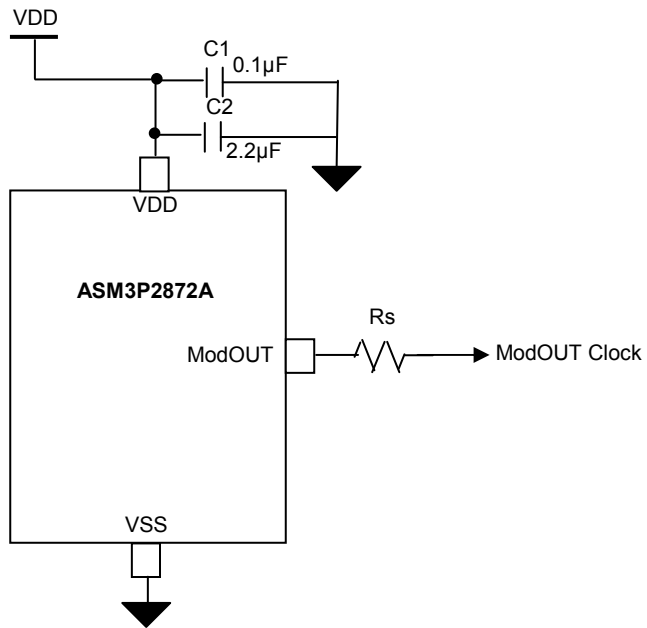 VDD
C1
0.1µF
C2
2.2µF
VDD
ASM3P2872A
Rs
ModOUT
ModOUT Clock
VSS